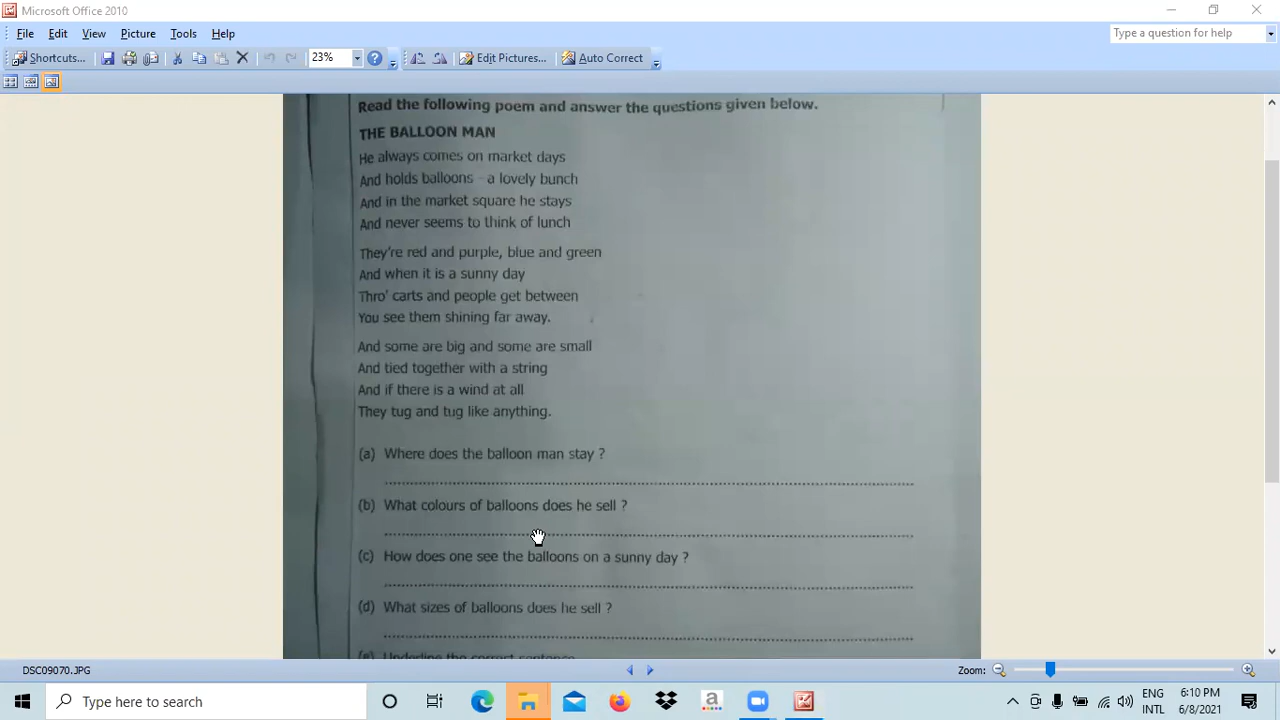 Microsoft Office 2010
File Edit View Picture Tools Help
Type a question for help
Shortcuts...
23%
Edit Pictures...
Auto Correct
Read the following poem and answer the questions given below.
THE BALLOON MAN
He always comes on market days
And holds balloons - a lovely bunch
And in the market square he stays
And never seems to think of lunch
They're red and purple, blue and green
And when it is a sunny day
Thro' carts and people get between
You see them shining far away.
And some are big and some are small
And tied together with a string
And if there is a wind at all
They tug and tug like anything.
(a) Where does the balloon man stay ?
(b) What colours of balloons does he sell ?
(c) How does one see the balloons on a sunny day ?
(d) What sizes of balloons does he sell ?
(e) Underline the correct sentence
DSC09070.JPG
Zoom:
Type here to search
a
ENG
INTL
6:10 PM
6/8/2021